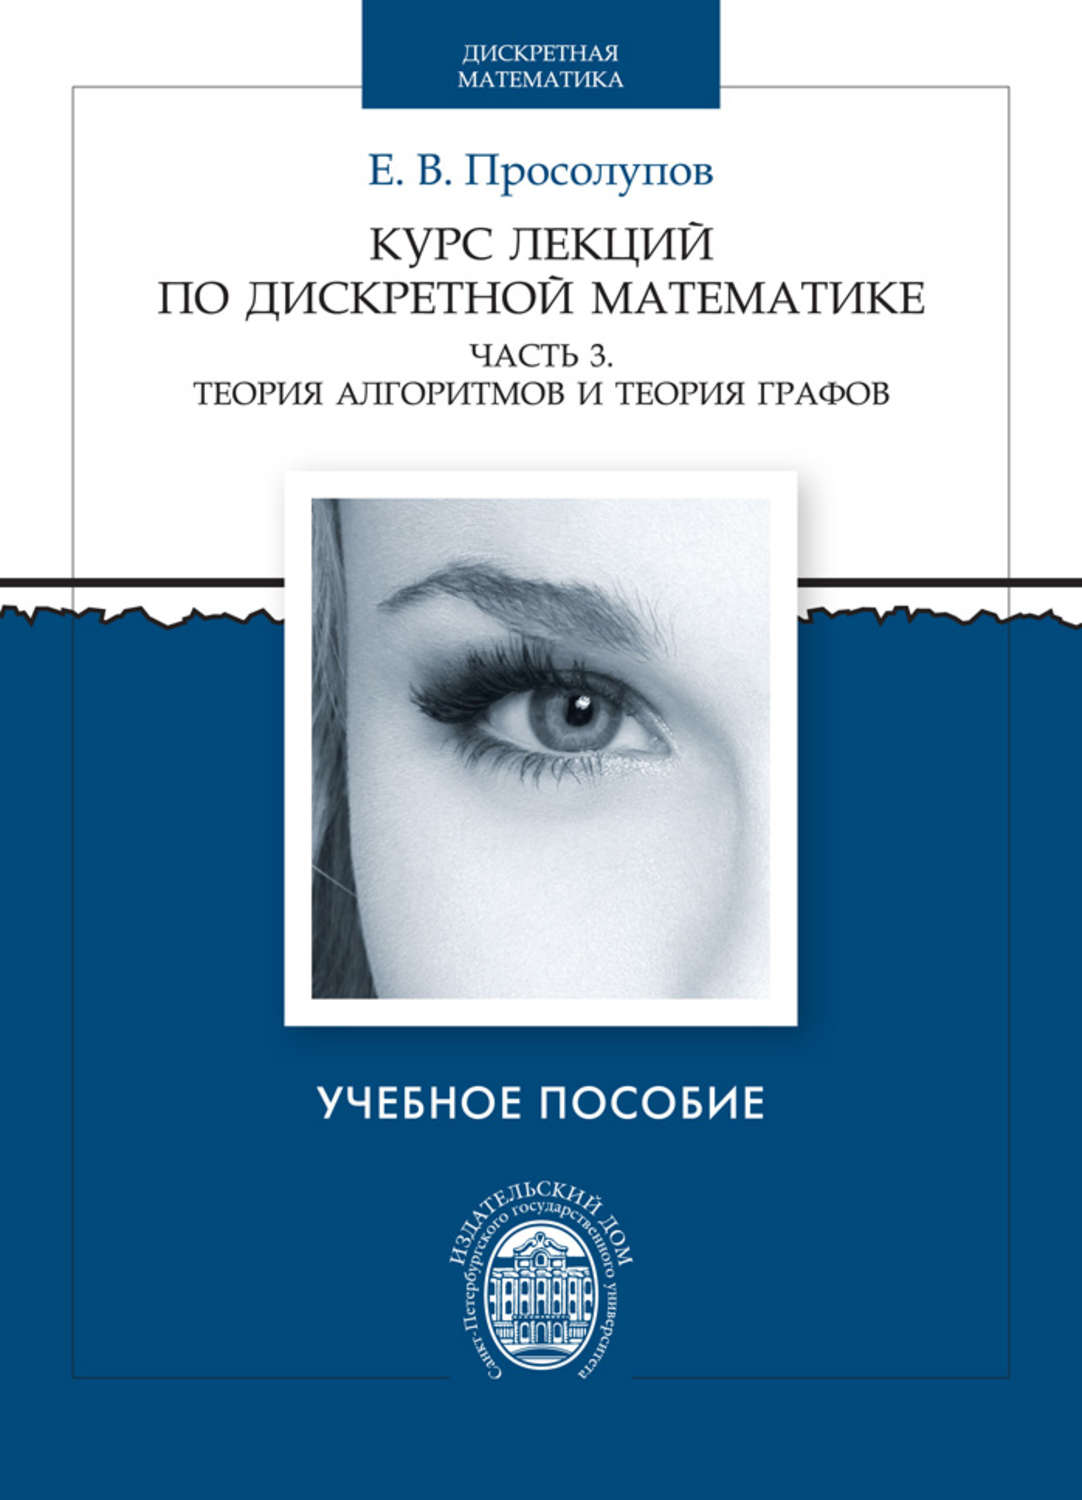 ДИСКРЕТНАЯ
МАТЕМАТИКА
Е. В. Просолупов
КУРС ЛЕКЦИЙ
ПО ДИСКРЕТНОЙ МАТЕМАТИКЕ
ЧАСТЬ 3.
ТЕОРИЯ АЛГОРИТМОВ И ТЕОРИЯ ГРАФОВ
УЧЕБНОЕ ПОСОБИЕ
ИЗДАТЕЛЬСКИЙ ДОМ
Санкт-Петербургского государственного университета